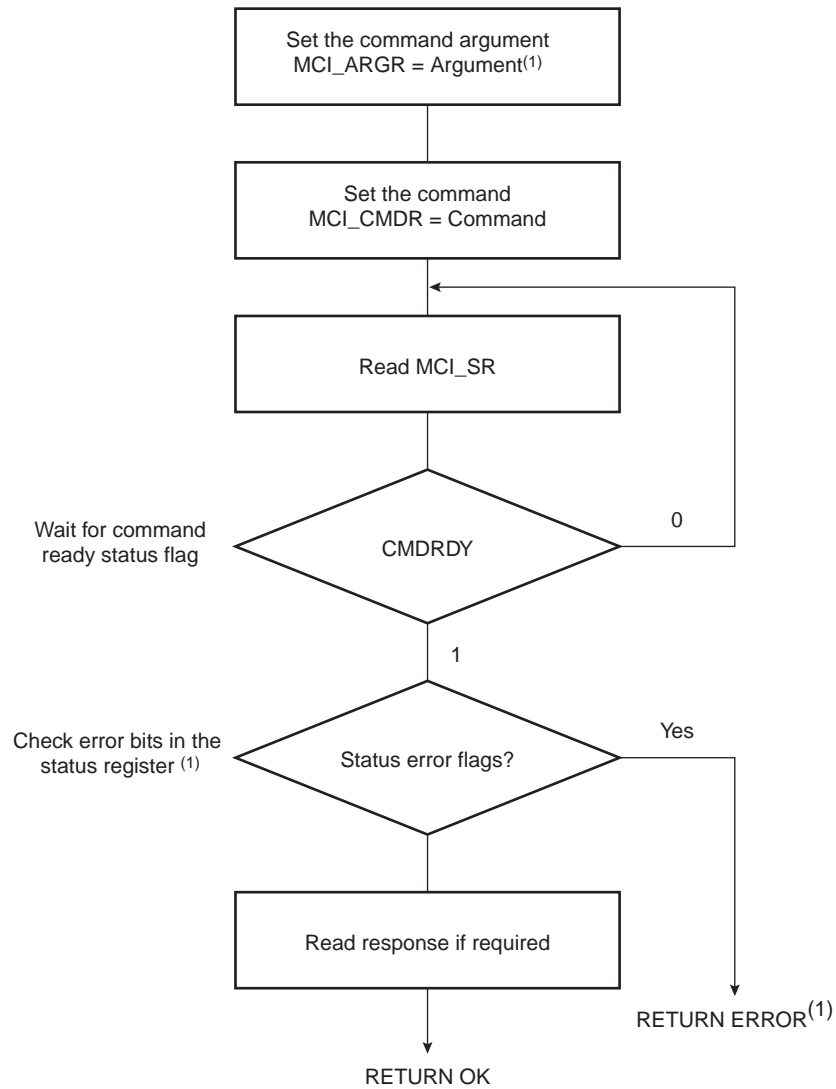 Set the command argument
MCI_ARGR = Argument(1)
Set the command
MCI_CMDR = Command
Read MCI_SR
Wait for command
ready status flag
CMDRDY
0
1
Check error bits in the
status register (1)
Status error flags?
Yes
Read response if required
RETURN ERROR(1)
RETURN OK